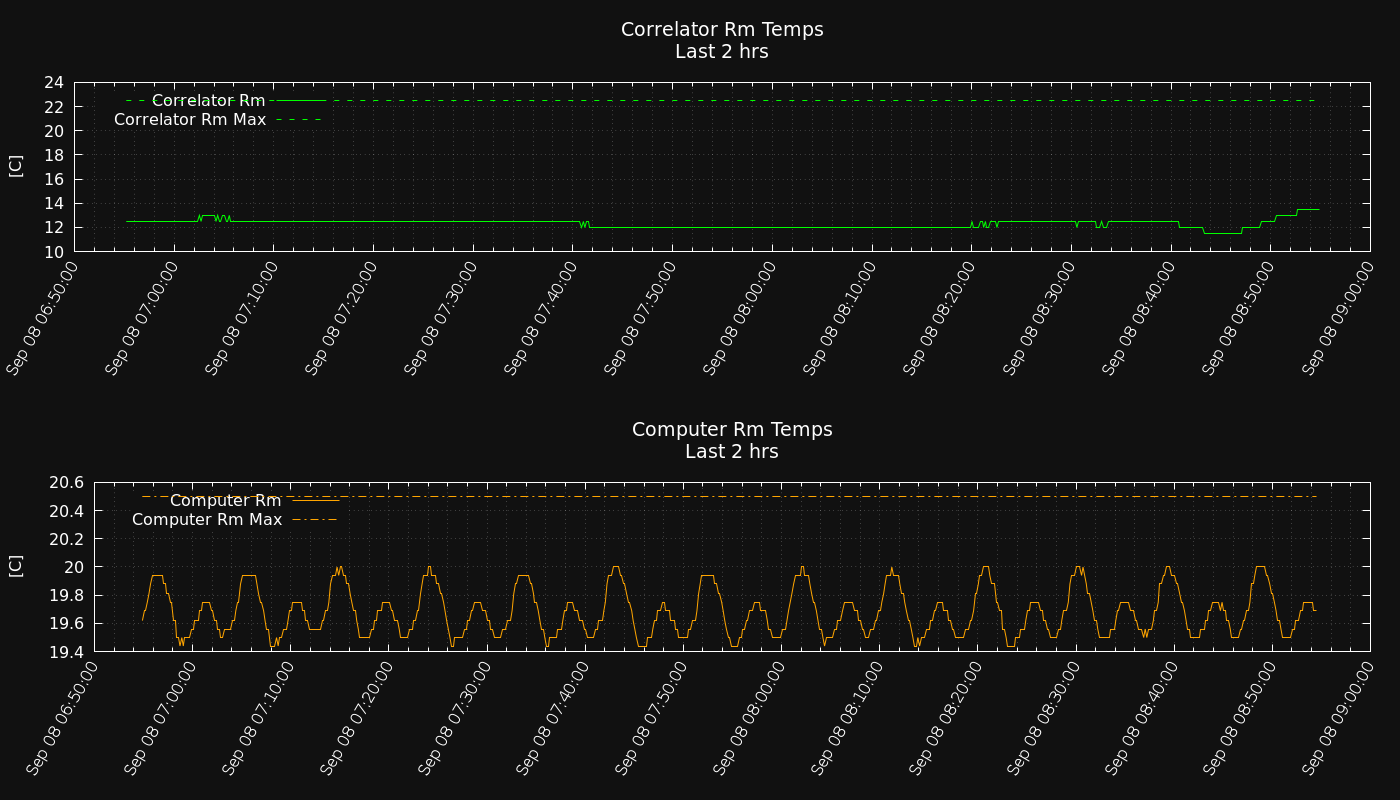 Correlator Rm Temps
Last 2 hrs
24
22
20
18
16
14
12
10
[C]
Correlator Rm
Correlator Rm Max
Sep 08 06:50:00
Sep 08 07:00:00
Sep 08 07:10:00
Sep 08 07:20:00
Sep 08 07:30:00
Sep 08 07:40:00
Sep 08 07:50:00
Sep 08 08:00:00
Sep 08 08:10:00
Sep 08 08:20:00
Sep 08 08:30:00
Sep 08 08:40:00
Sep 08 08:50:00
Sep 08 09:00:00
Computer Rm Temps
Last 2 hrs
20.6
20.4
20.2
20
19.8
19.6
19.4
[C]
Computer Rm
Computer Rm Max
Sep 08 06:50:00
Sep 08 07:00:00
Sep 08 07:10:00
Sep 08 07:20:00
Sep 08 07:30:00
Sep 08 07:40:00
Sep 08 07:50:00
Sep 08 08:00:00
Sep 08 08:10:00
Sep 08 08:20:00
Sep 08 08:30:00
Sep 08 08:40:00
Sep 08 08:50:00
Sep 08 09:00:00